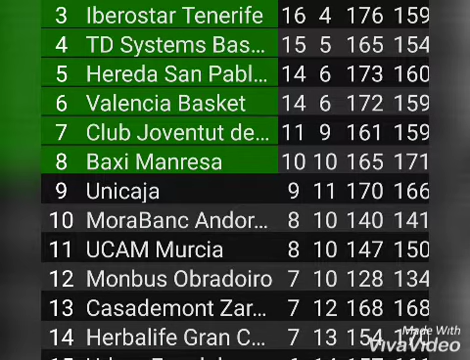 3 Iberostar Tenerife 16 4 176 159
4 TD Systems Bas... 15 5 165 154
5 Hereda San Pabl... 14 6 173 160
6 Valencia Basket 14 6 172 159
7 Club Joventut de... 11 9 161 159
8 Baxi Manresa 10 10 165 171
9 Unicaja 9 11 170 166
10 MoraBanc Andor... 8 10 140 141
11 UCAM Murcia 8 10 147 150
12 Monbus Obradoiro 7 10 128 134
13 Casademont Zar... 7 12 168 168
14 Herbalife Gran C... 7 13 154
Made With
VivaVideo